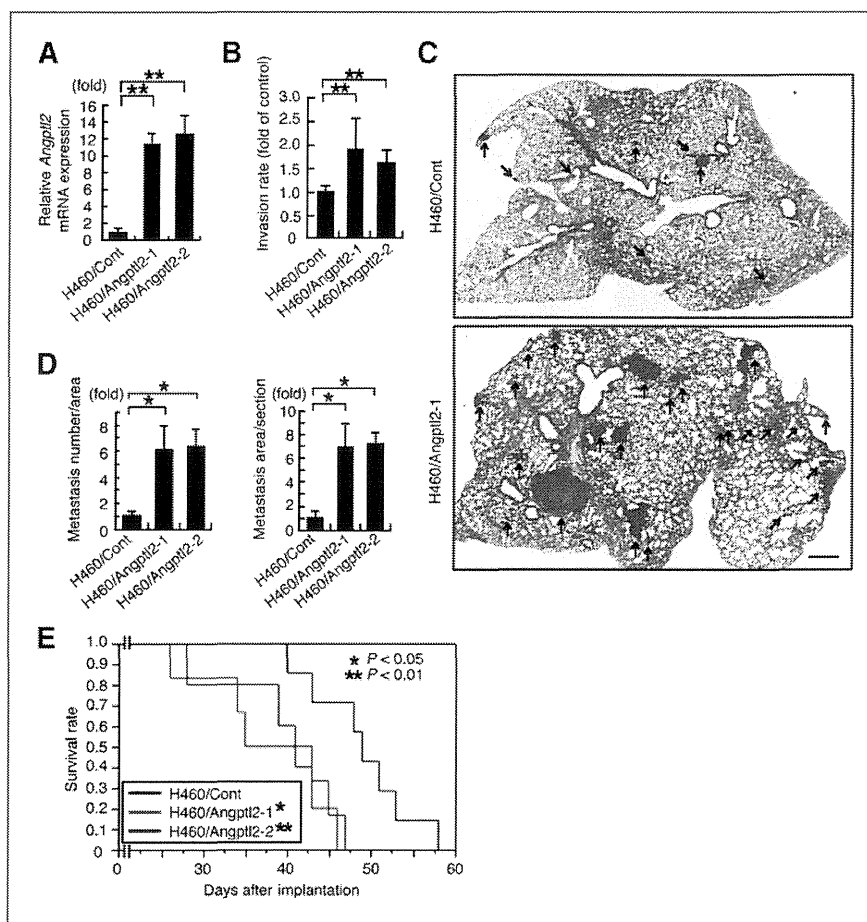 A
(fold)
**
**
Relative Angptl2
mRNA expression
16
14
12
10
8
6
4
2
0
H460/Cont
H460/Angptl2-1
H460/Angptl2-2
B
**
**
Invasion rate (fold of control)
3.0
2.5
2.0
1.5
1.0
0.5
0
H460/Cont
H460/Angptl2-1
H460/Angptl2-2
C
H460/Cont
H460/Angptl2-1
D
(fold)
*
*
Metastasis number/area
8
6
4
2
0
H460/Cont
H460/Angptl2-1
H460/Angptl2-2
(fold)
*
*
Metastasis area/section
10
8
6
4
2
0
H460/Cont
H460/Angptl2-1
H460/Angptl2-2
E
Survival rate
1.0
0.9
0.8
0.7
0.6
0.5
0.4
0.3
0.2
0.1
0
* P < 0.05
** P < 0.01
H460/Cont
H460/Angptl2-1*
H460/Angptl2-2**
0 30 40 50 60
Days after implantation